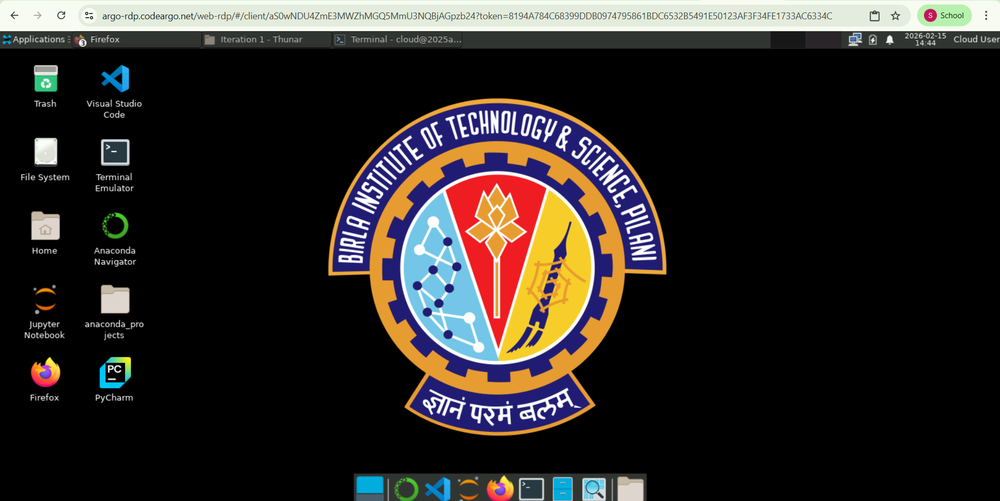 argo-rdp.codeargo.net/web-rdp/#/client/aS0wNDU4ZmE3MWZhMGQ5MmU3NQBjAGpzb24?token=8194A784C68399DDB0974795861BDC6532B5491E50123AF3F34FE1733AC6334C
S School
Applications
3 Firefox
Iteration 1 - Thunar
Terminal - cloud@2025a...
2026-02-15
14:44
Cloud User
Trash
Visual Studio
Code
File System
Terminal
Emulator
Home
Anaconda
Navigator
Jupyter
Notebook
anaconda_pro
jects
Firefox
PC
PyCharm
BIRLA INSTITUTE OF TECHNOLOGY & SCIENCE, PILANI
ज्ञानं परमं बलम्